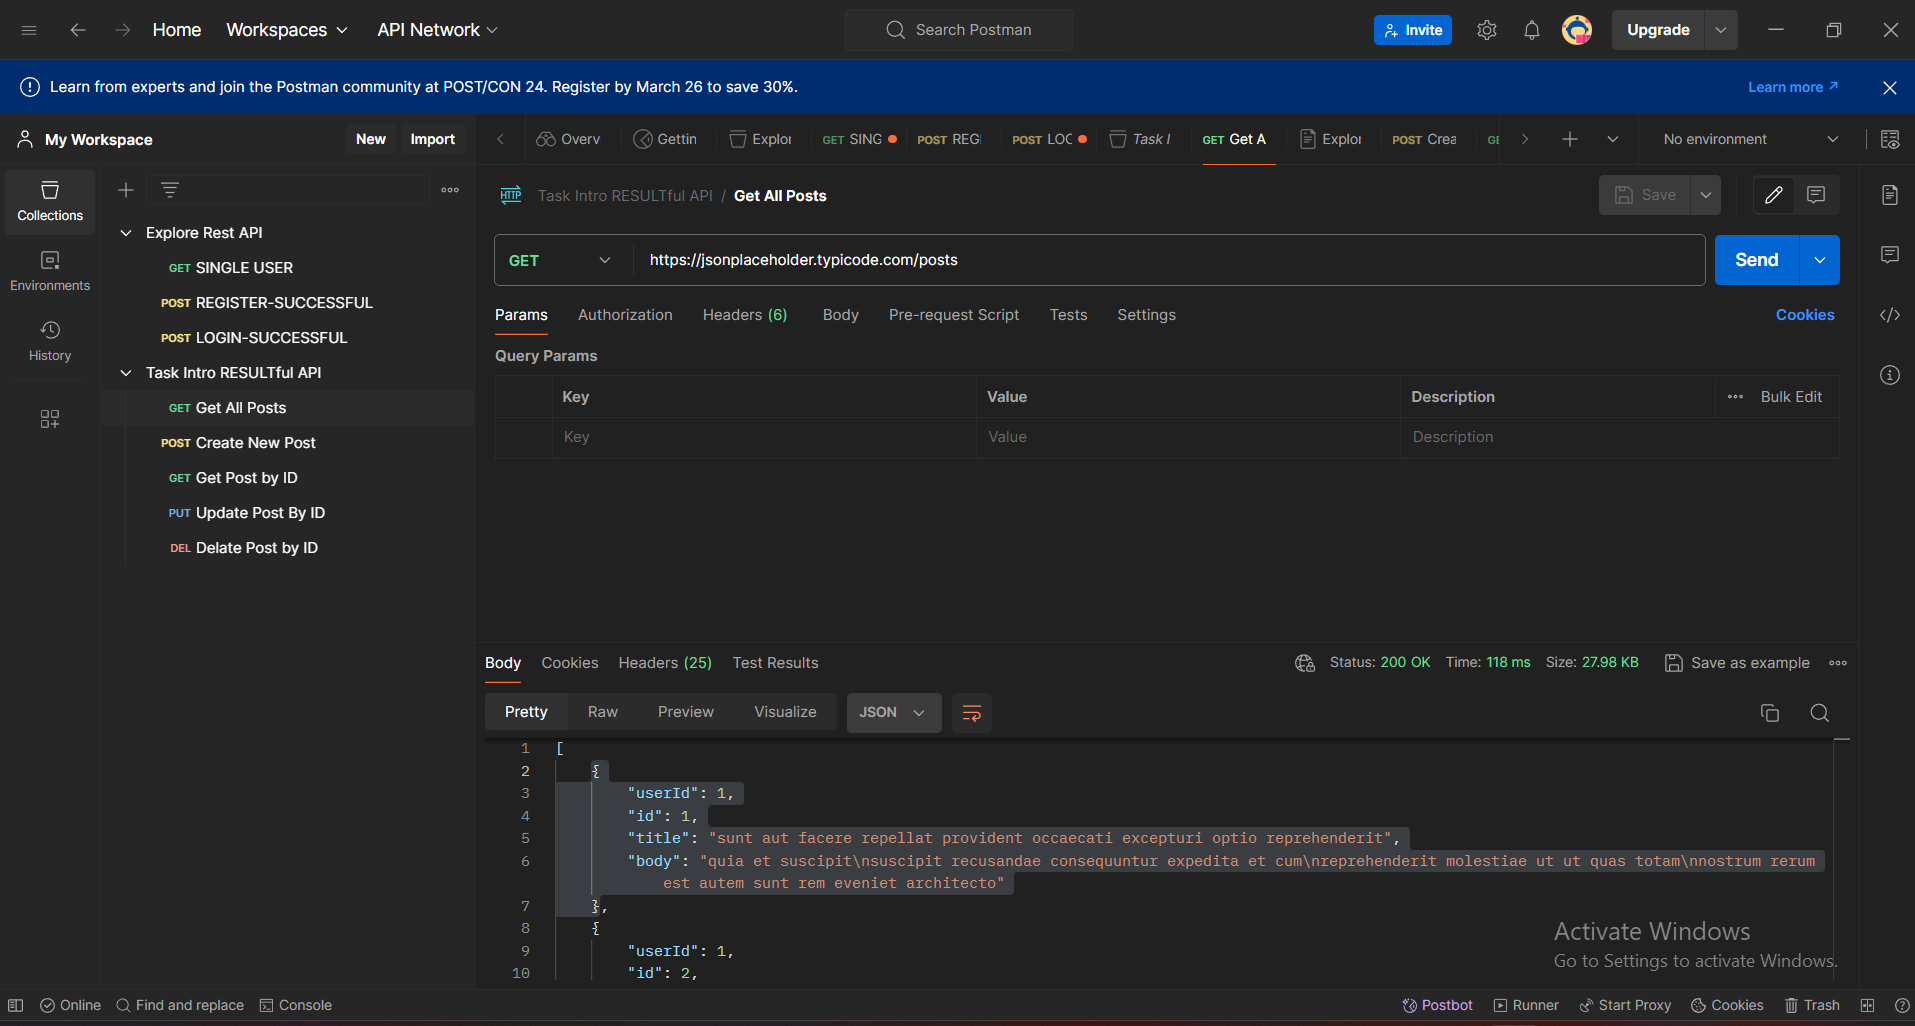 Home Workspaces API Network Search Postman Invite Upgrade
Learn from experts and join the Postman community at POST/CON 24. Register by March 26 to save 30%. Learn more
My Workspace New Import Overv Gettin Explor GET SING POST REGI POST LOC Task I GET Get A Explor POST Crea GE No environment
Collections
Environments
History
Explore Rest API
GET SINGLE USER
POST REGISTER-SUCCESSFUL
POST LOGIN-SUCCESSFUL
Task Intro RESULTful API
GET Get All Posts
POST Create New Post
GET Get Post by ID
PUT Update Post By ID
DEL Delate Post by ID
HTTP Task Intro RESULTful API / Get All Posts Save
GET https://jsonplaceholder.typicode.com/posts Send
Params Authorization Headers (6) Body Pre-request Script Tests Settings Cookies
Query Params
Key Value Description Bulk Edit
Key Value Description
Body Cookies Headers (25) Test Results Status: 200 OK Time: 118 ms Size: 27.98 KB Save as example
Pretty Raw Preview Visualize JSON
1 [
2 {
3 "userId": 1,
4 "id": 1,
5 "title": "sunt aut facere repellat provident occaecati excepturi optio reprehenderit",
6 "body": "quia et suscipit\nsuscipit recusandae consequuntur expedita et cum\nreprehenderit molestiae ut ut quas totam\nnostrum rerum
est autem sunt rem eveniet architecto"
7 },
8 {
9 "userId": 1,
10 "id": 2,
Activate Windows
Go to Settings to activate Windows.
Online Find and replace Console Postbot Runner Start Proxy Cookies Trash